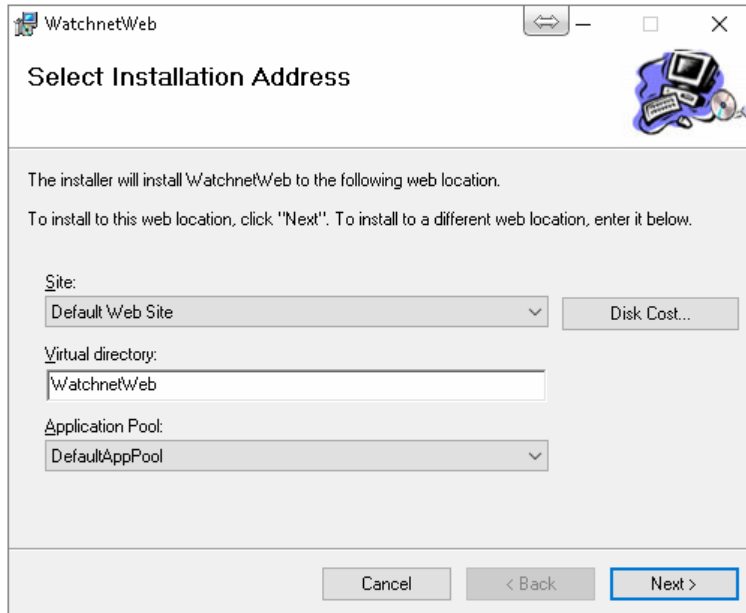 WatchnetWeb
Select Installation Address
The installer will install WatchnetWeb to the following web location.
To install to this web location, click "Next". To install to a different web location, enter it below.
Site:
Default Web Site
Disk Cost...
Virtual directory:
WatchnetWeb
Application Pool:
DefaultAppPool
Cancel
< Back
Next >